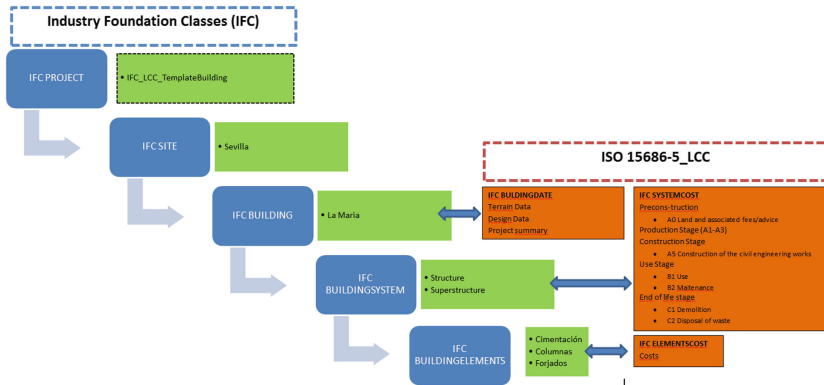 Industry Foundation Classes (IFC)
IFC PROJECT
• IFC_LCC_TemplateBuilding
IFC SITE
• Sevilla
ISO 15686-5_LCC
IFC BUILDING
• La Maria
IFC BULDINGDATE
Terrain Data
Design Data
Project summary
IFC SYSTEMCOST
Precons-truction
• A0 Land and associated fees/advice
Production Stage (A1-A3)
Construction Stage
• A5 Construction of the civil engineering works
Use Stage
• B1 Use
• B2 Maltenance
End of life stage
• C1 Demolition
• C2 Disposal of waste
IFC
BUILDINGSYSTEM
• Structure
• Superstructure
IFC
BUILDINGELEMENTS
• Cimentación
• Columnas
• Forjados
IFC ELEMENTSCOST
Costs